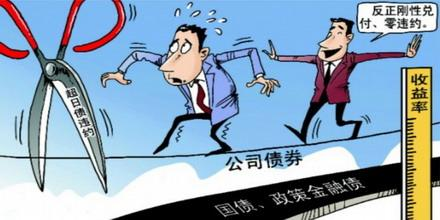 反正刚性兑
付、零违约。
超日债违约
收益率
公司债券
国债、政策金融债